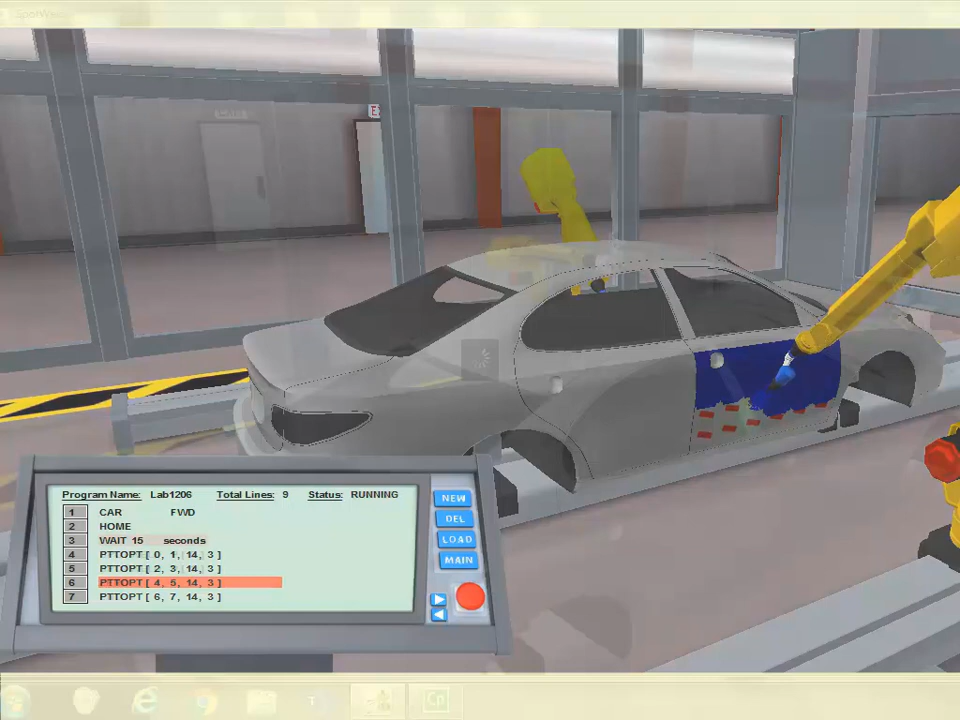 Program Name: Lab1206 Total Lines: 9 Status: RUNNING
1 CAR FWD
2 HOME
3 WAIT 15 seconds
4 PTTOPT [ 0, 1, 14, 3 ]
5 PTTOPT [ 2, 3, 14, 3 ]
6 PTTOPT [ 4, 5, 14, 3 ]
7 PTTOPT [ 6, 7, 14, 3 ]
NEW
DEL
LOAD
MAIN
Cp